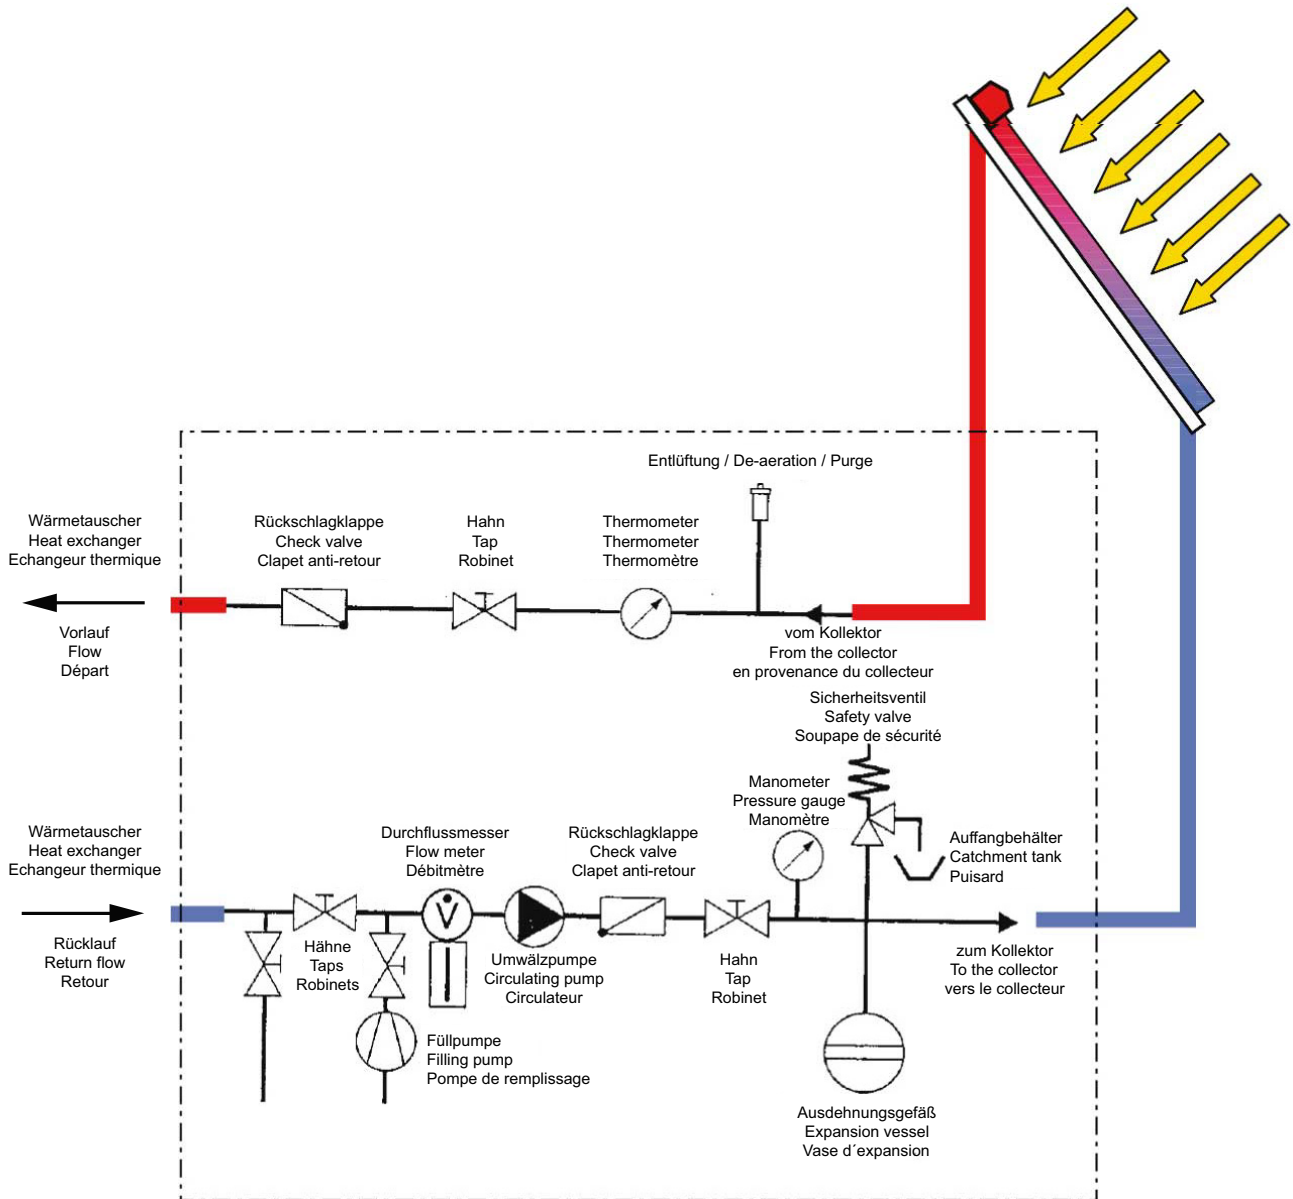 Entlüftung / De-aeration / Purge
Wärmetauscher
Heat exchanger
Echangeur thermique
Rückschlagklappe
Check valve
Clapet anti-retour
Hahn
Tap
Robinet
Thermometer
Thermometer
Thermomètre
Vorlauf
Flow
Départ
vom Kollektor
From the collector
en provenance du collecteur
Sicherheitsventil
Safety valve
Soupape de sécurité
Manometer
Pressure gauge
Manomètre
Wärmetauscher
Heat exchanger
Echangeur thermique
Durchflussmesser
Flow meter
Débitmètre
Rückschlagklappe
Check valve
Clapet anti-retour
Auffangbehälter
Catchment tank
Puisard
V
Rücklauf
Return flow
Retour
Hähne
Taps
Robinets
Umwälzpumpe
Circulating pump
Circulateur
Hahn
Tap
Robinet
zum Kollektor
To the collector
vers le collecteur
Füllpumpe
Filling pump
Pompe de remplissage
Ausdehnungsgefäß
Expansion vessel
Vase d´expansion